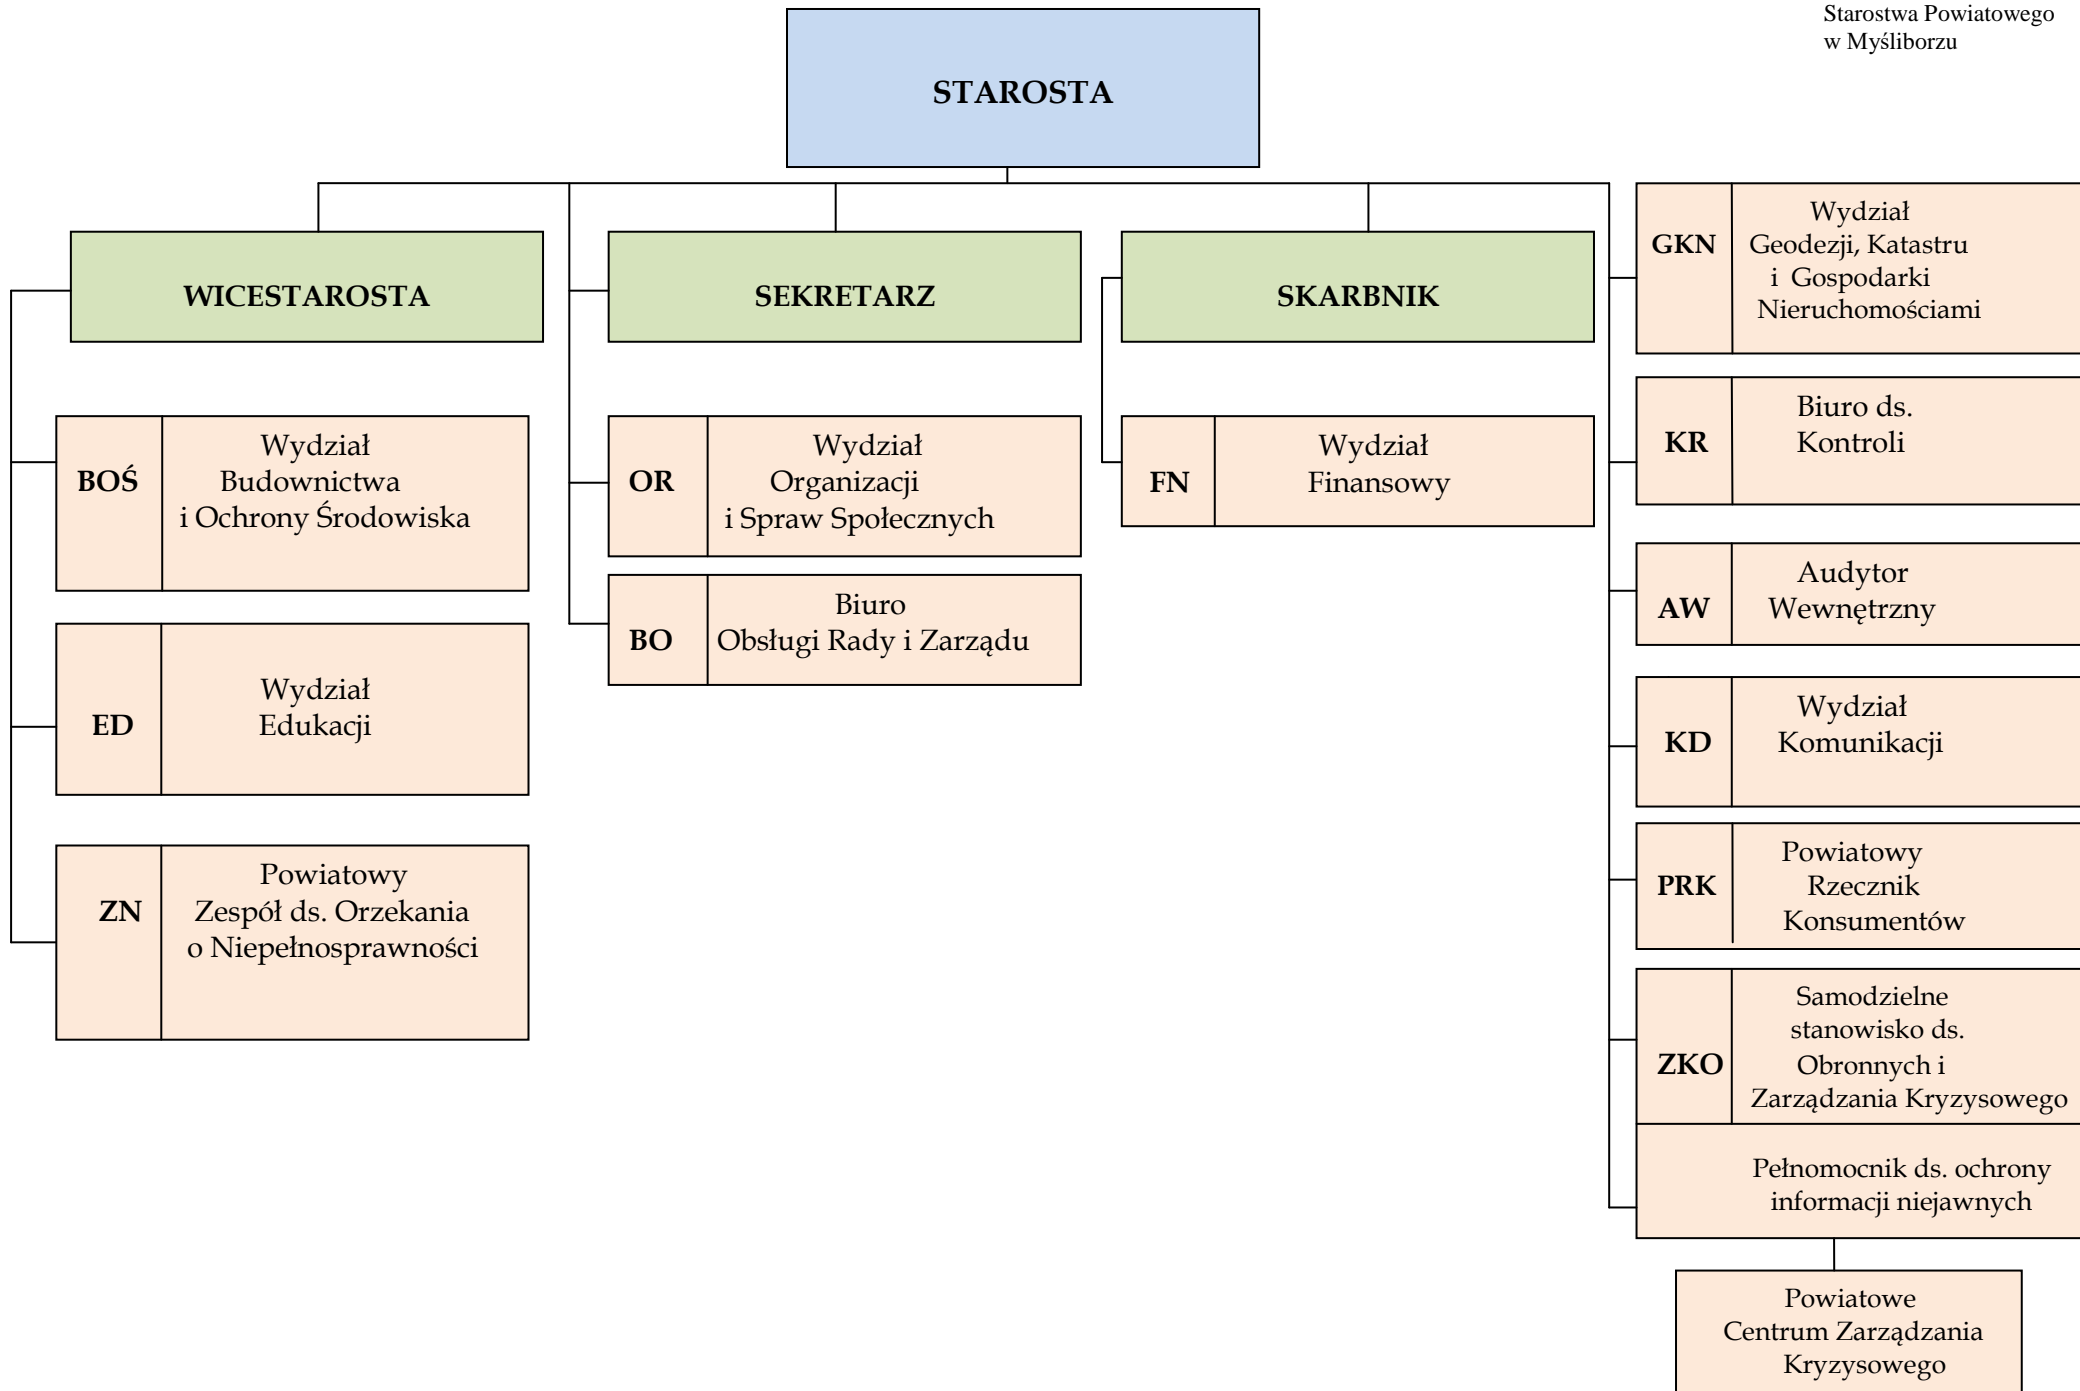 Starostwa Powiatowego
w Myśliborzu
STAROSTA
WICESTAROSTA
SEKRETARZ
SKARBNIK
BOŚ
Wydział
Budownictwa
i Ochrony Środowiska
ED
Wydział
Edukacji
ZN
Powiatowy
Zespół ds. Orzekania
o Niepełnosprawności
OR
Wydział
Organizacji
i Spraw Społecznych
BO
Biuro
Obsługi Rady i Zarządu
FN
Wydział
Finansowy
GKN
Wydział
Geodezji, Katastru
i Gospodarki
Nieruchomościami
KR
Biuro ds.
Kontroli
AW
Audytor
Wewnętrzny
KD
Wydział
Komunikacji
PRK
Powiatowy
Rzecznik
Konsumentów
ZKO
Samodzielne
stanowisko ds.
Obronnych i
Zarządzania Kryzysowego
Pełnomocnik ds. ochrony
informacji niejawnych
Powiatowe
Centrum Zarządzania
Kryzysowego